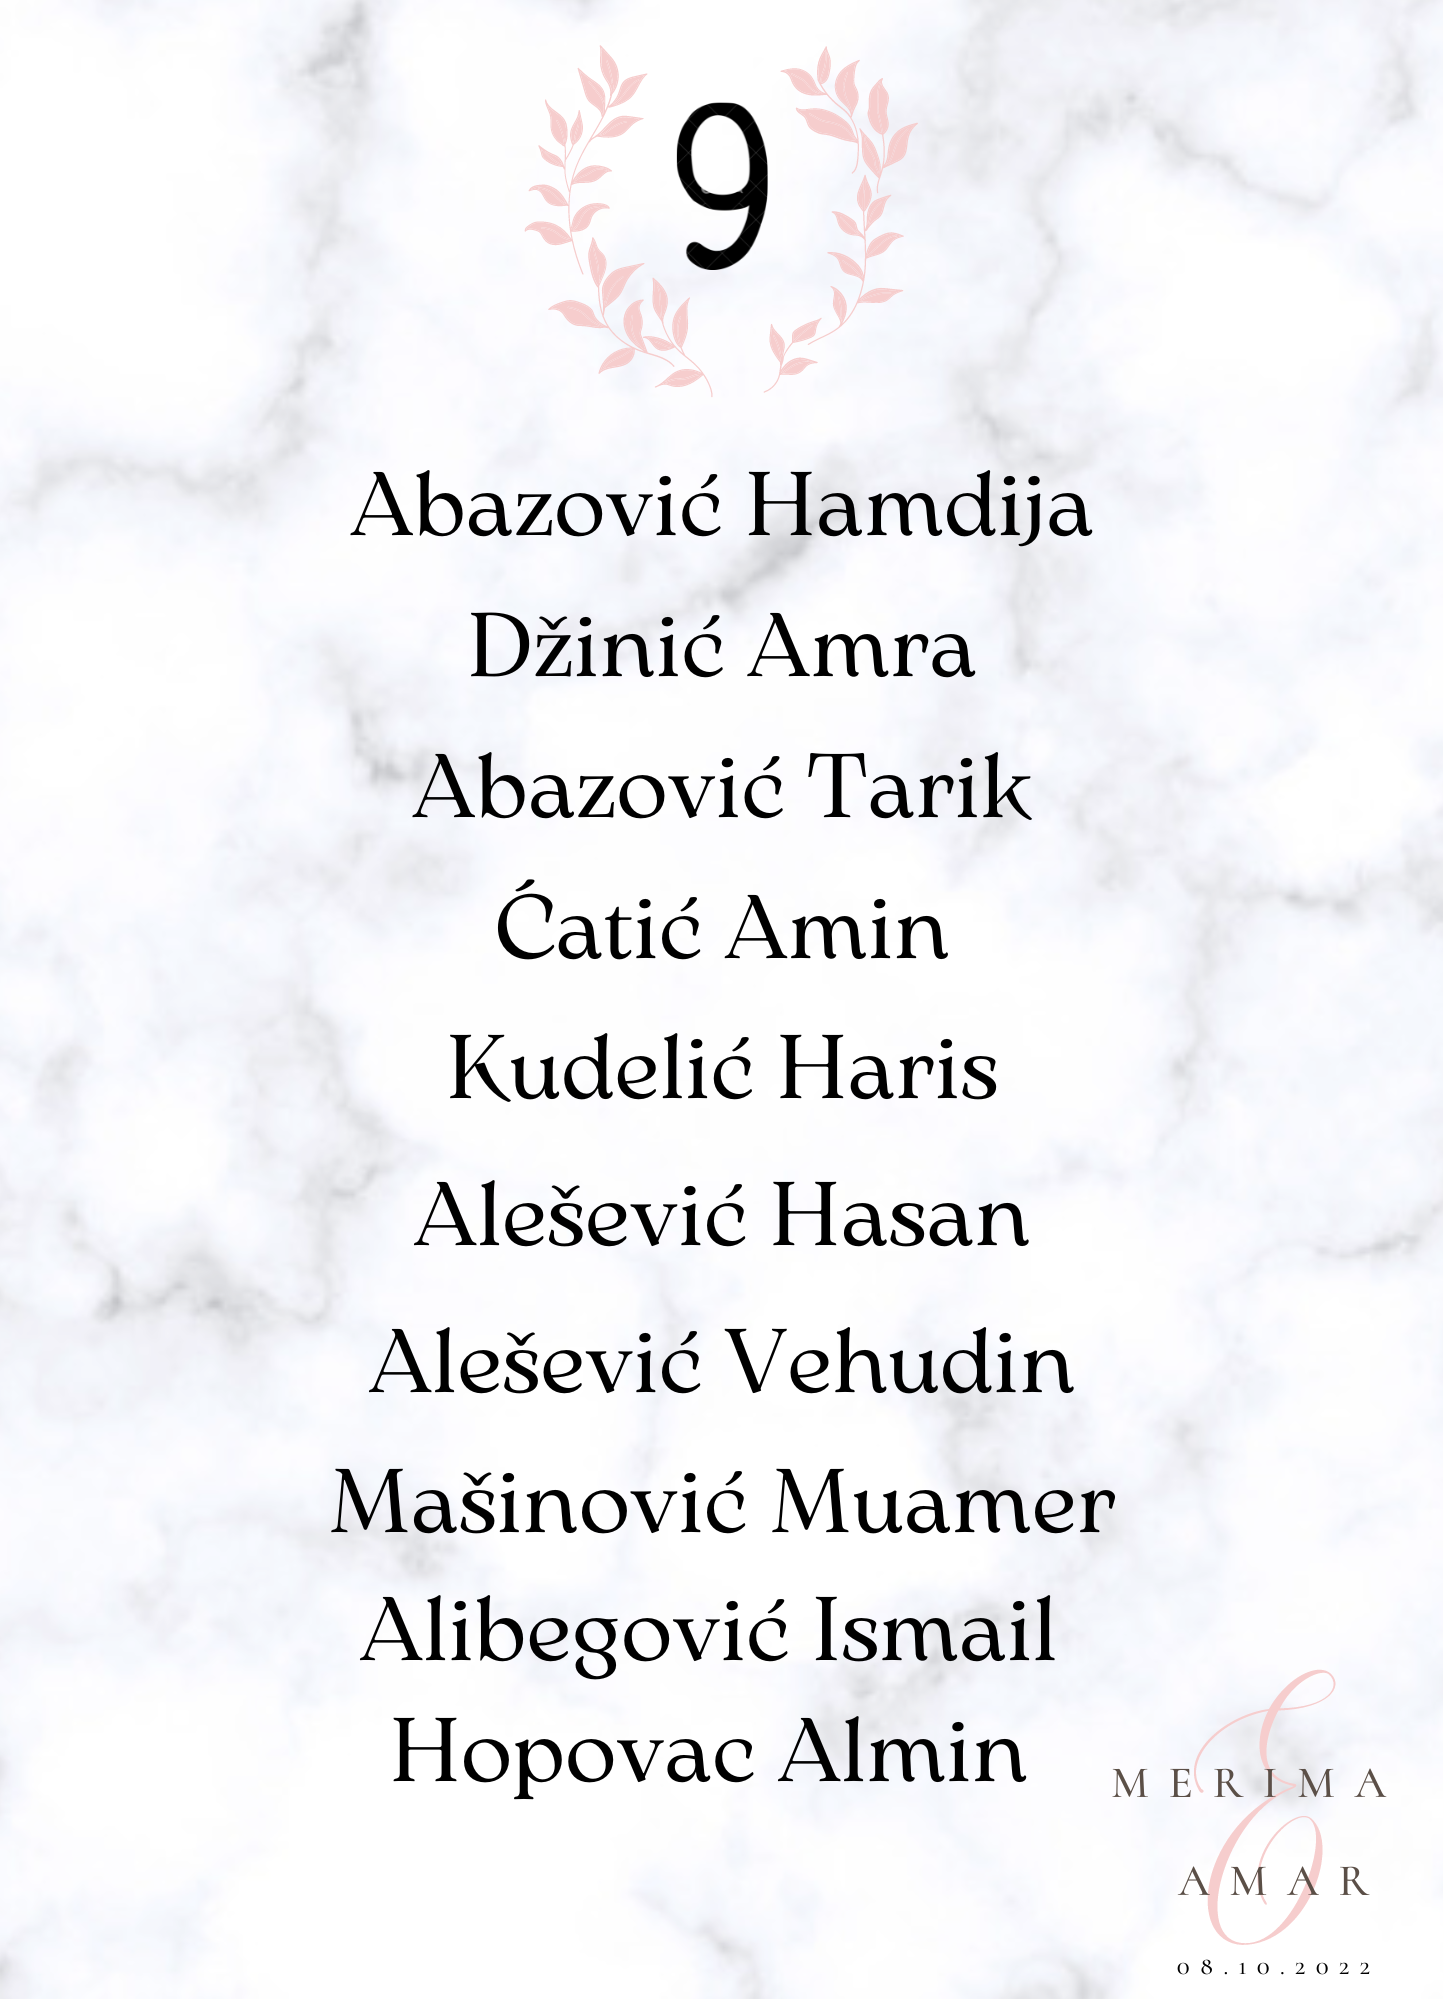 9
Abazović Hamdija
Džinić Amra
Abazović Tarik
Ćatić Amin
Kudelić Haris
Alešević Hasan
Alešević Vehudin
Mašinović Muamer
Alibegović Ismail
Hopovac Almin
MERIMA
&
AMAR
08.10.2022